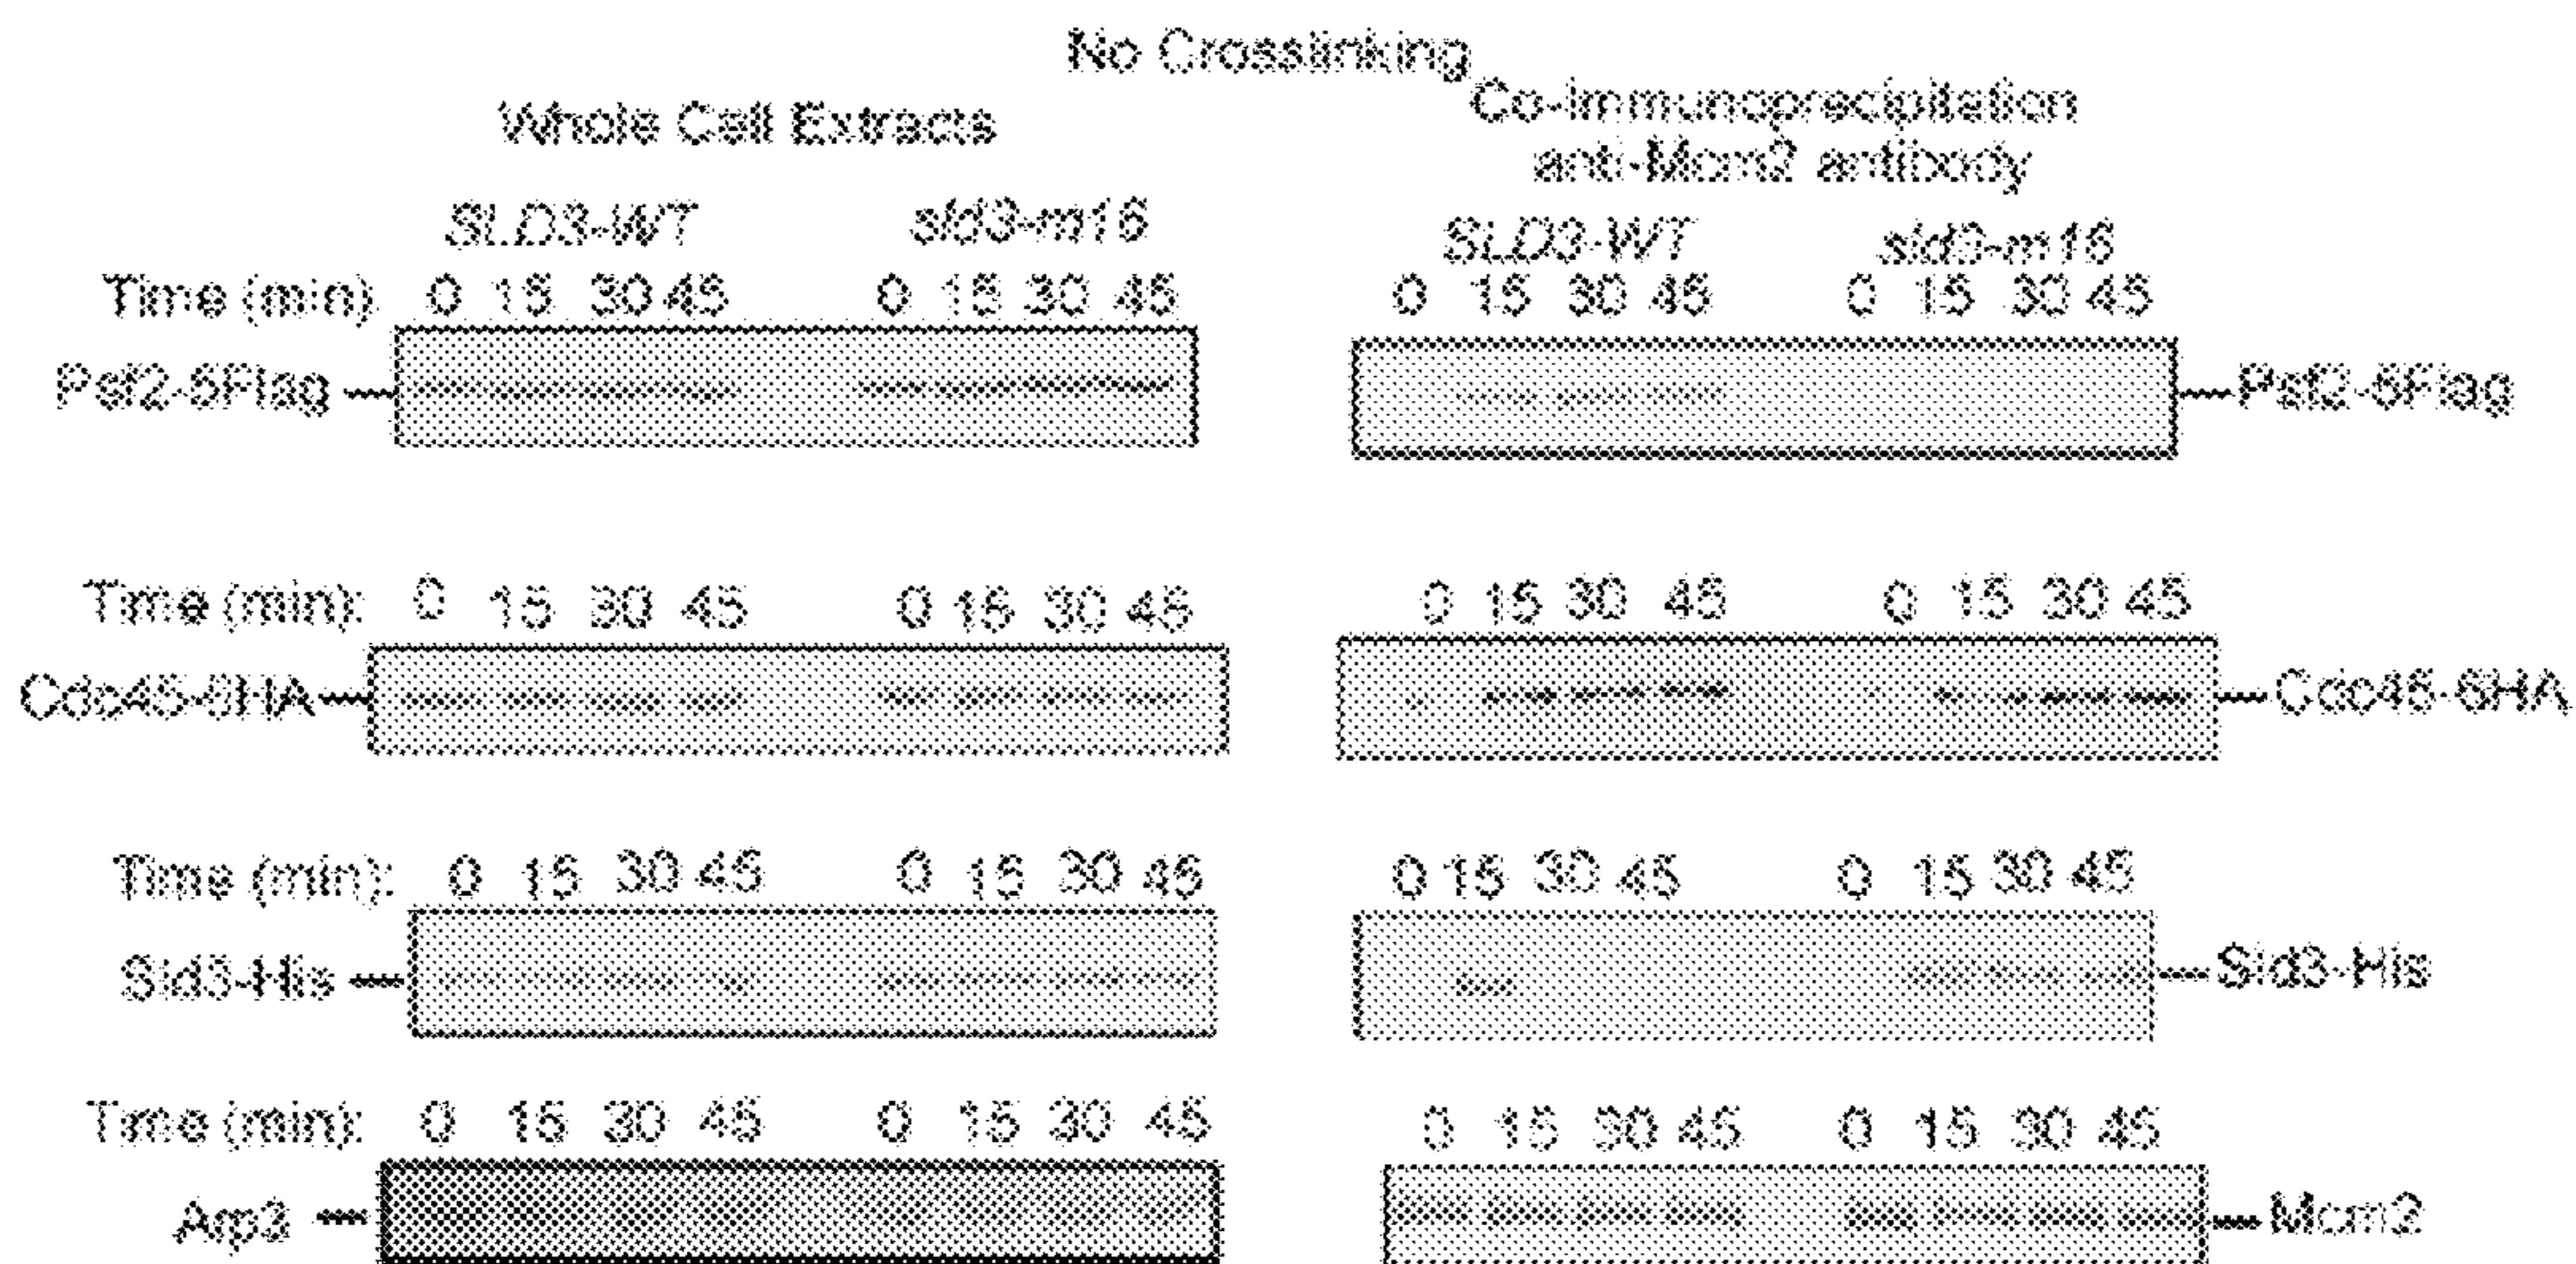 No Crosslinking
Whole Cell Extracts
Co-immunoprecipitation
anti-Mcm2 antibody
SLD3-WT sld3-m16 SLD3-WT sld3-m16
Time (min) 0 15 30 45 0 15 30 45 0 15 30 45 0 15 30 45
Psf2-5Flag Psf2-5Flag
Time (min): 0 15 30 45 0 15 30 45 0 15 30 45 0 15 30 45
Cdc45-6HA Cdc45-6HA
Time (min): 0 15 30 45 0 15 30 45 0 15 30 45 0 15 30 45
Sld3-His Sld3-His
Time (min): 0 15 30 45 0 15 30 45 0 15 30 45 0 15 30 45
Arp3 Mcm2